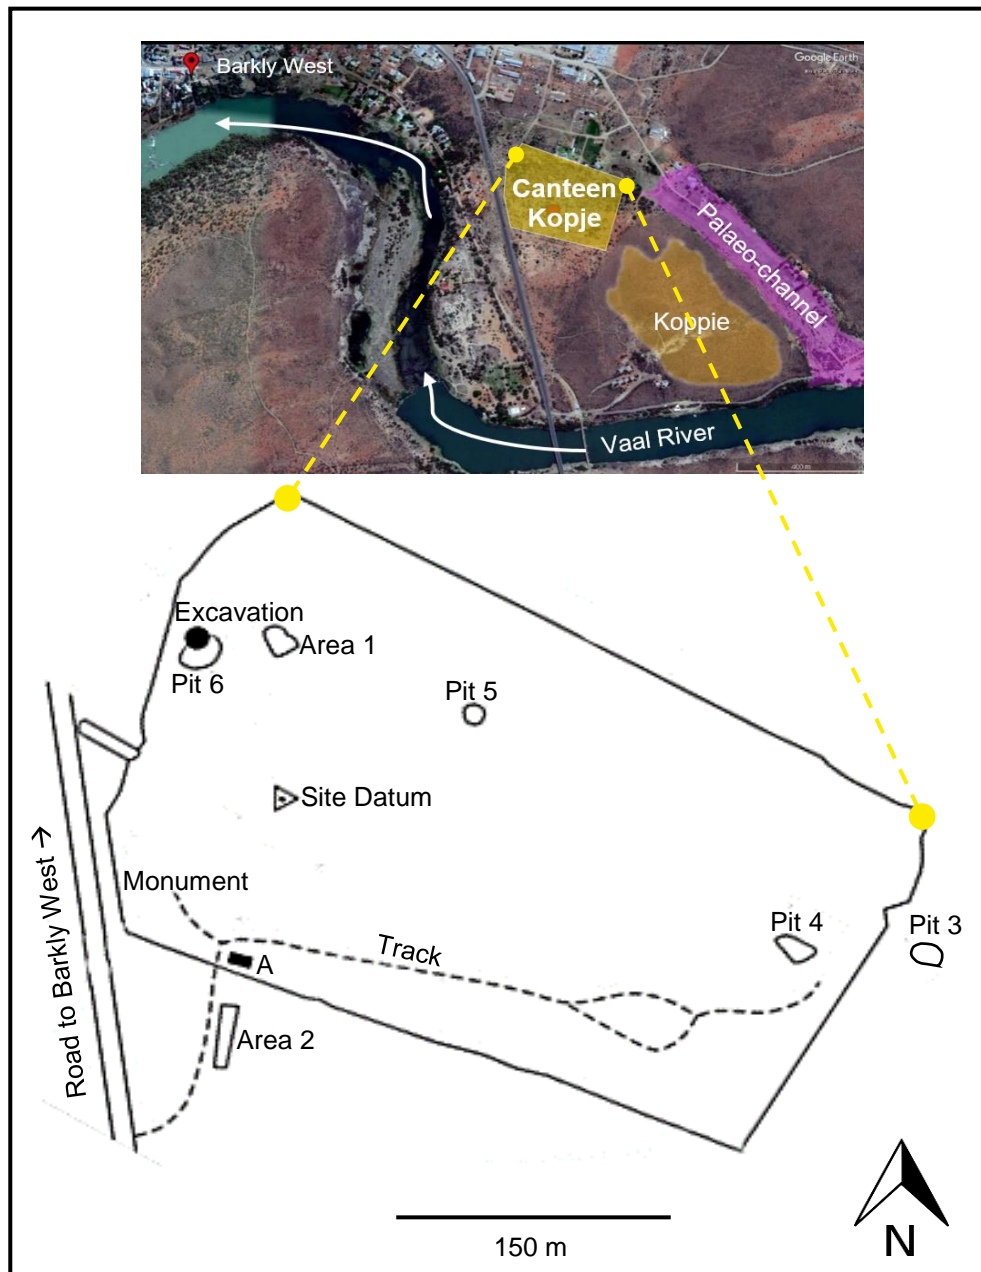 Barkly West
Google Earth
Canteen
Kopje
Palaeo-channel
Koppie
Vaal River
400 m
Excavation
Area 1
Pit 6
Pit 5
Site Datum
Road to Barkly West →
Monument
Track
A
Pit 4
Pit 3
Area 2
150 m
N